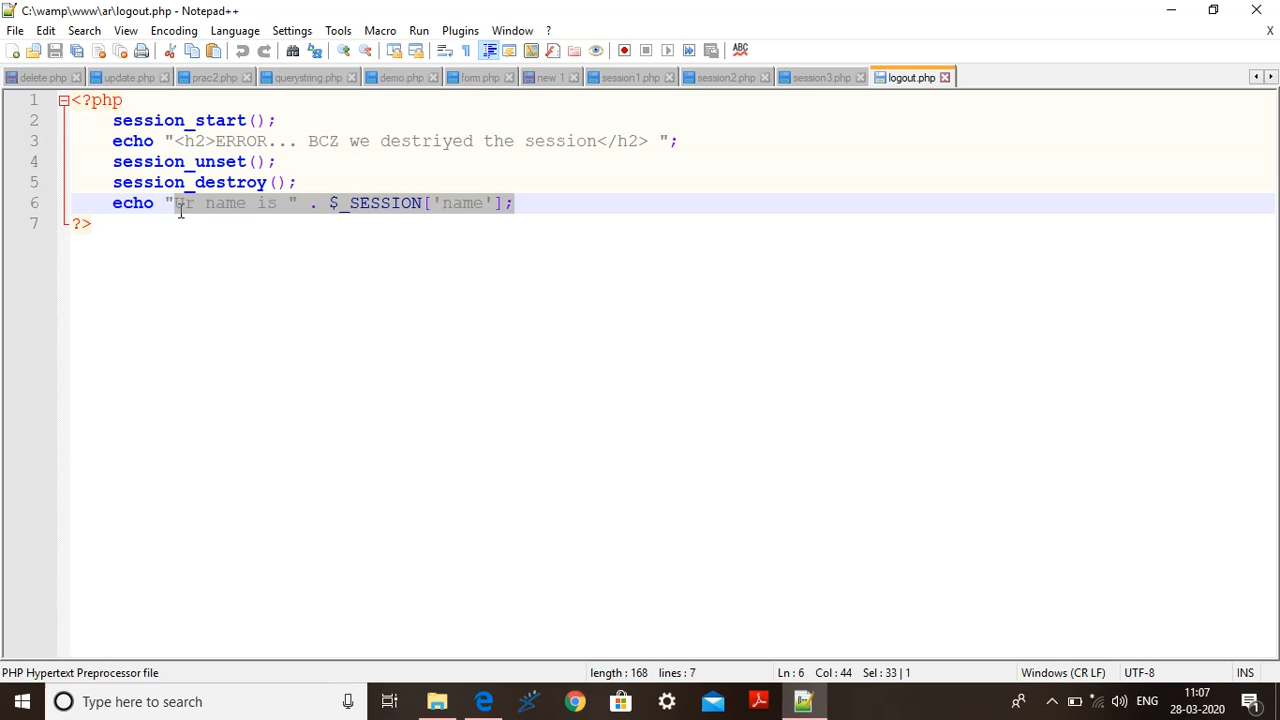 C:\wamp\www\ar\logout.php - Notepad++
File Edit Search View Encoding Language Settings Tools Macro Run Plugins Window ? X
delete.php update.php prac2.php querystring.php demo.php form.php new 1 session1.php session2.php session3.php logout.php
1 <?php
2 session_start();
3 echo "<h2>ERROR... BCZ we destriyed the session</h2> ";
4 session_unset();
5 session_destroy();
6 echo "Ur name is " . $_SESSION['name'];
7 ?>
PHP Hypertext Preprocessor file length : 168 lines : 7 Ln : 6 Col : 44 Sel : 33 | 1 Windows (CR LF) UTF-8 INS
Type here to search ENG 11:07
28-03-2020 1